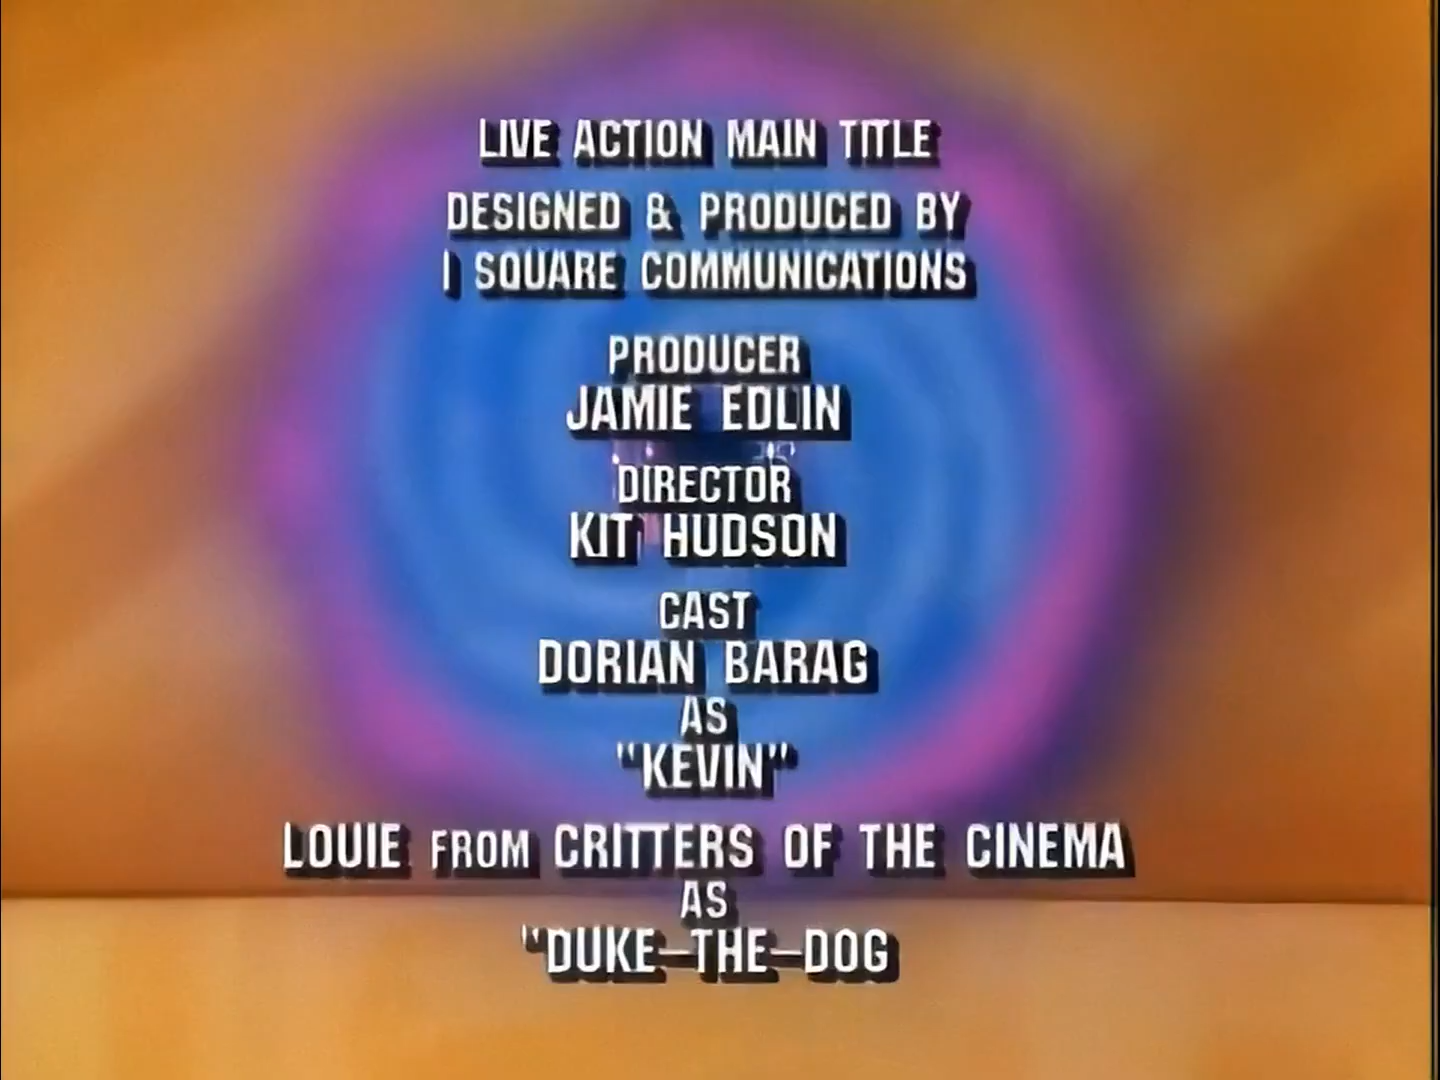 LIVE ACTION MAIN TITLE
DESIGNED & PRODUCED BY
I SQUARE COMMUNICATIONS
PRODUCER
JAMIE EDLIN
DIRECTOR
KIT HUDSON
CAST
DORIAN BARAG
AS
"KEVIN"
LOUIE FROM CRITTERS OF THE CINEMA
AS
"DUKE-THE-DOG